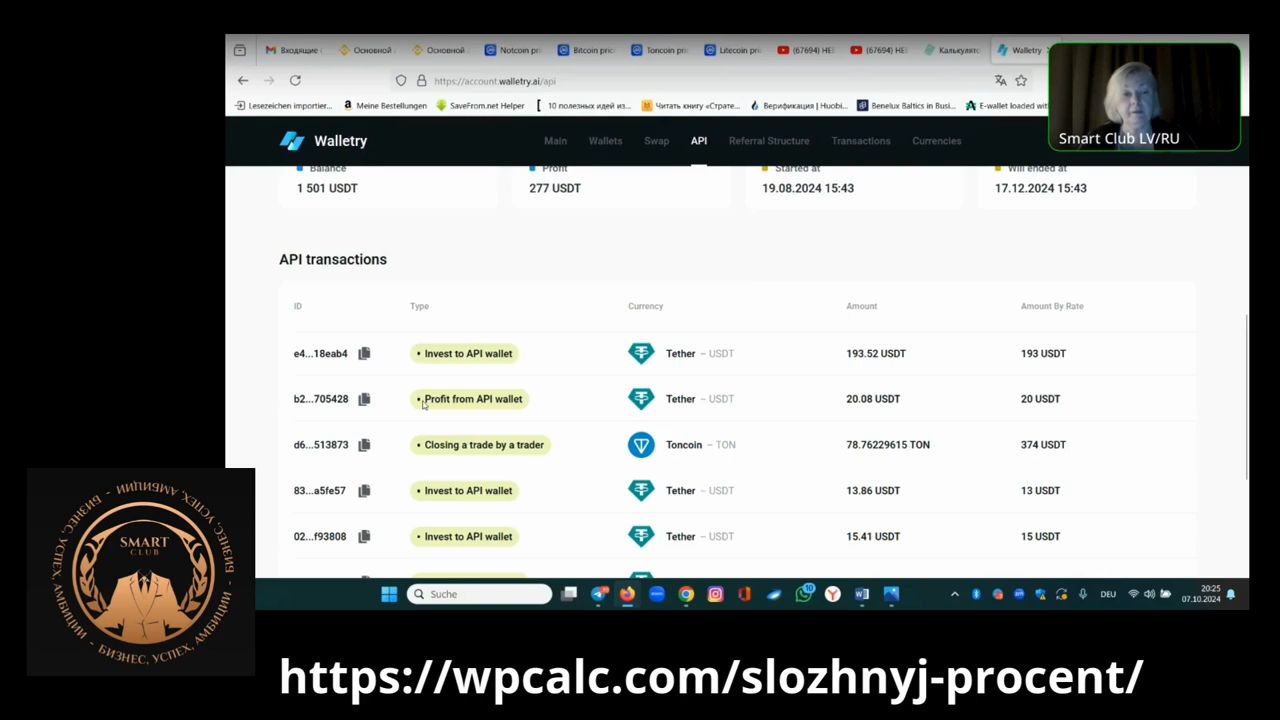 Входящие (
Основной
Основной
Notcoin pri
Bitcoin price
Toncoin pri
Litecoin pri
(67694) НЕ
(67694) НЕ
Калькулято
Walletry
https://account.walletry.ai/api
Lesezeichen importier...
Meine Bestellungen
SaveFrom.net Helper
10 полезных идей из...
Читать книгу «Страте...
Верификация | Huobi...
Benelux Baltics in Busi...
E-wallet loaded with
Smart Club LV/RU
Walletry
Main
Wallets
Swap
API
Referral Structure
Transactions
Currencies
Balance
Profit
Started at
Will ended at
1 501 USDT
277 USDT
19.08.2024 15:43
17.12.2024 15:43
API transactions
ID Type Currency Amount Amount By Rate
e4...18eab4 • Invest to API wallet Tether – USDT 193.52 USDT 193 USDT
b2...705428 • Profit from API wallet Tether – USDT 20.08 USDT 20 USDT
d6...513873 • Closing a trade by a trader Toncoin – TON 78.76229615 TON 374 USDT
83...a5fe57 • Invest to API wallet Tether – USDT 13.86 USDT 13 USDT
02...f93808 • Invest to API wallet Tether – USDT 15.41 USDT 15 USDT
Suche
10
DEU
20:25
07.10.2024
SMART
CLUB
БИЗНЕС, УСПЕХ, АМБИЦИИ - БИЗНЕС, УСПЕХ, АМБИЦИИ -
https://wpcalc.com/slozhnyj-procent/